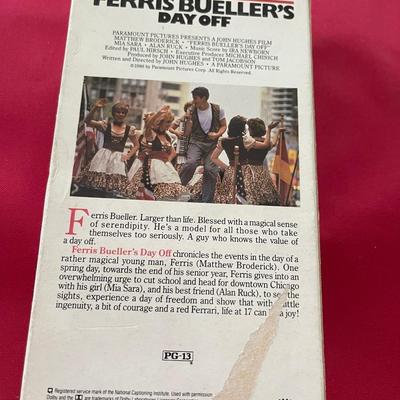 FERRIS BUELLER'S
DAY OFF
PARAMOUNT PICTURES PRESENTS A JOHN HUGHES FILM
MATTHEW BRODERICK • "FERRIS BUELLER'S DAY OFF"
MIA SARA • ALAN RUCK • Music Score by IRA NEWBORN
Edited by PAUL HIRSCH • Executive Producer MICHAEL CHINICH
Produced by JOHN HUGHES and TOM JACOBSON
Written and Directed by JOHN HUGHES • A PARAMOUNT PICTURE
©1986 by Paramount Pictures Corp. All Rights Reserved.
Ferris Bueller. Larger than life. Blessed with a magical sense
of serendipity. He's a model for all those who take
themselves too seriously. A guy who knows the value of
a day off.
Ferris Bueller's Day Off chronicles the events in the day of a
rather magical young man, Ferris (Matthew Broderick). One
spring day, towards the end of his senior year, Ferris gives into an
overwhelming urge to cut school and head for downtown Chicago
with his girl (Mia Sara), and his best friend (Alan Ruck), to see the
sights, experience a day of freedom and show that with little
ingenuity, a bit of courage and a red Ferrari, life at 17 can a joy!
PG-13
Registered service mark of the National Captioning Institute. Used with permission
Dolby and the are trademarks of Dolby Laboratories